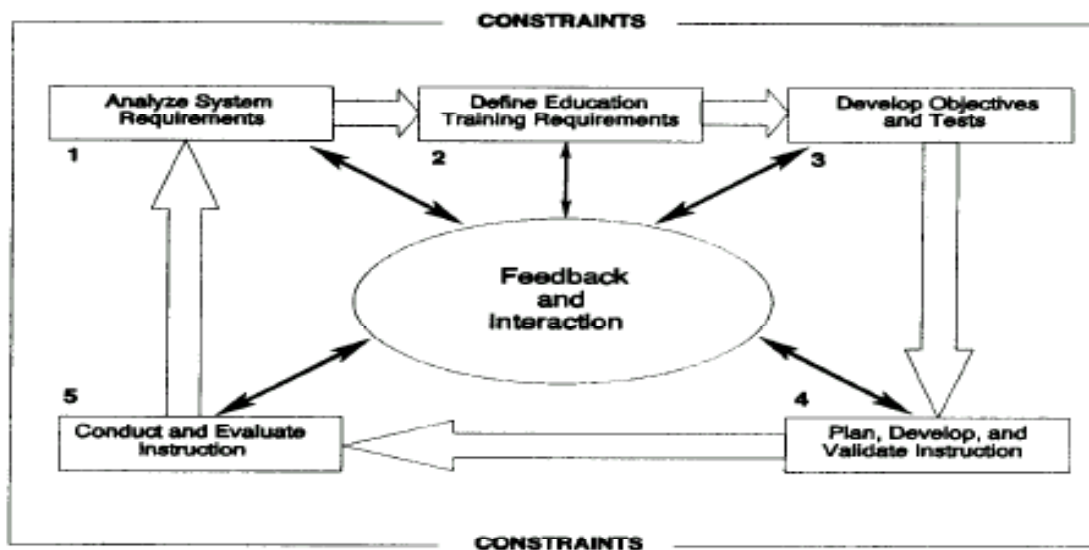 CONSTRAINTS
Analyze System
Requirements
Define Education
Training Requirements
Develop Objectives
and Tests
1
2
3
Feedback
and
Interaction
5
4
Conduct and Evaluate
Instruction
Plan, Develop, and
Validate Instruction
CONSTRAINTS